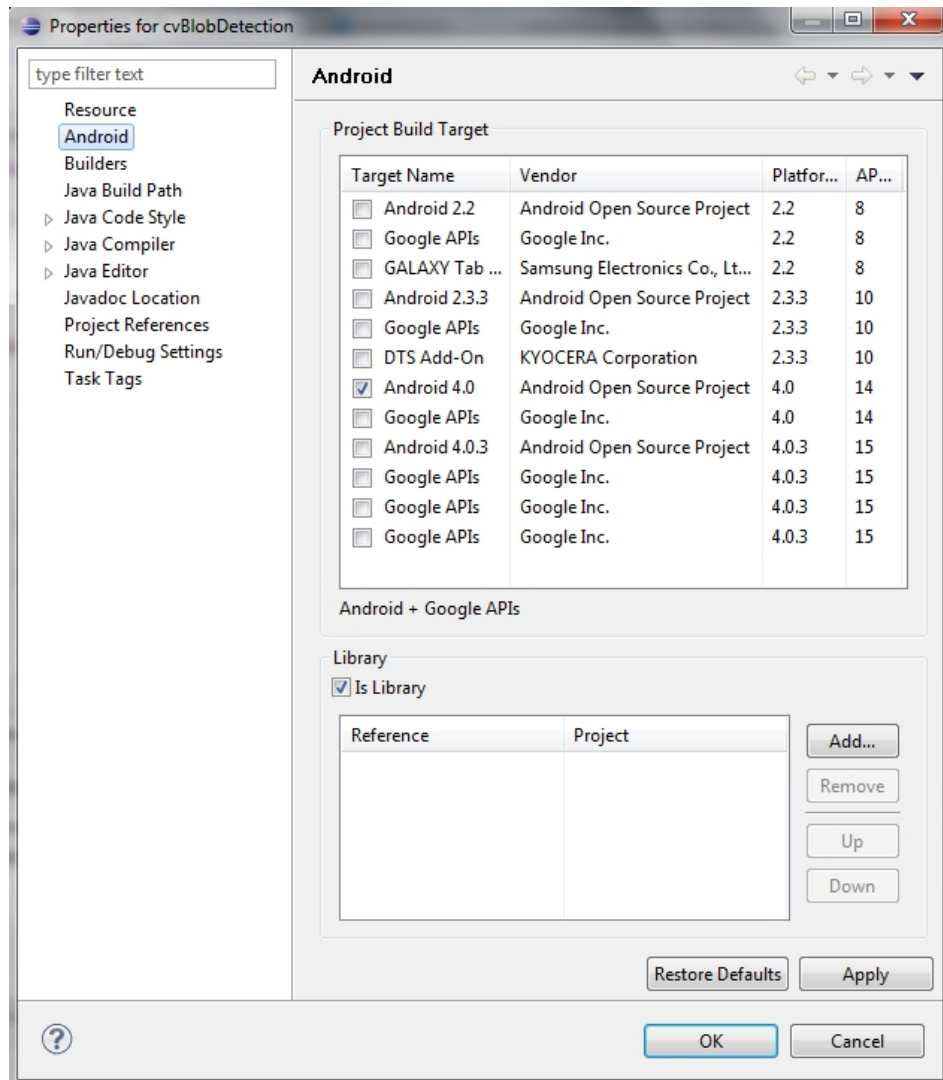 Properties for cvBlobDetection
type filter text
Resource
Android
Builders
Java Build Path
Java Code Style
Java Compiler
Java Editor
Javadoc Location
Project References
Run/Debug Settings
Task Tags
Android
Project Build Target
Target Name Vendor Platfor... AP...
Android 2.2 Android Open Source Project 2.2 8
Google APIs Google Inc. 2.2 8
GALAXY Tab ... Samsung Electronics Co., Lt... 2.2 8
Android 2.3.3 Android Open Source Project 2.3.3 10
Google APIs Google Inc. 2.3.3 10
DTS Add-On KYOCERA Corporation 2.3.3 10
Android 4.0 Android Open Source Project 4.0 14
Google APIs Google Inc. 4.0 14
Android 4.0.3 Android Open Source Project 4.0.3 15
Google APIs Google Inc. 4.0.3 15
Google APIs Google Inc. 4.0.3 15
Google APIs Google Inc. 4.0.3 15
Android + Google APIs
Library
Is Library
Reference Project
Add...
Remove
Up
Down
Restore Defaults Apply
? OK Cancel